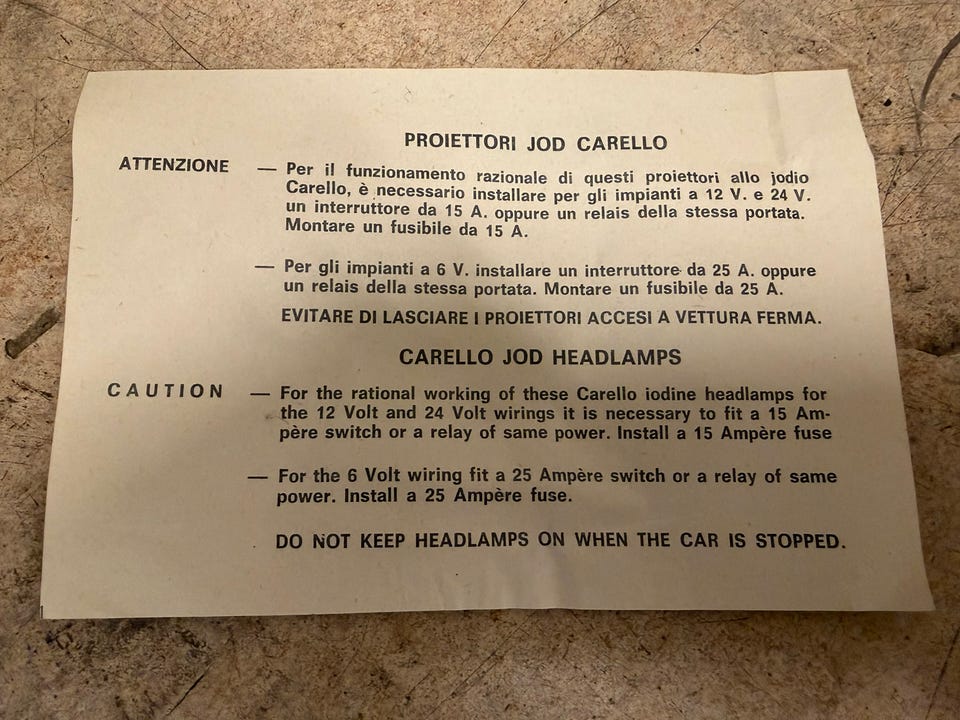 PROIETTORI JOD CARELLO
ATTENZIONE — Per il funzionamento razionale di questi proiettori allo jodio
Carello, è necessario installare per gli impianti a 12 V. e 24 V.
un interruttore da 15 A. oppure un relais della stessa portata.
Montare un fusibile da 15 A.
— Per gli impianti a 6 V. installare un interruttore da 25 A. oppure
un relais della stessa portata. Montare un fusibile da 25 A.
EVITARE DI LASCIARE I PROIETTORI ACCESI A VETTURA FERMA.
CARELLO JOD HEADLAMPS
CAUTION — For the rational working of these Carello iodine headlamps for
the 12 Volt and 24 Volt wirings it is necessary to fit a 15 Am-
père switch or a relay of same power. Install a 15 Ampère fuse
— For the 6 Volt wiring fit a 25 Ampère switch or a relay of same
power. Install a 25 Ampère fuse.
DO NOT KEEP HEADLAMPS ON WHEN THE CAR IS STOPPED.